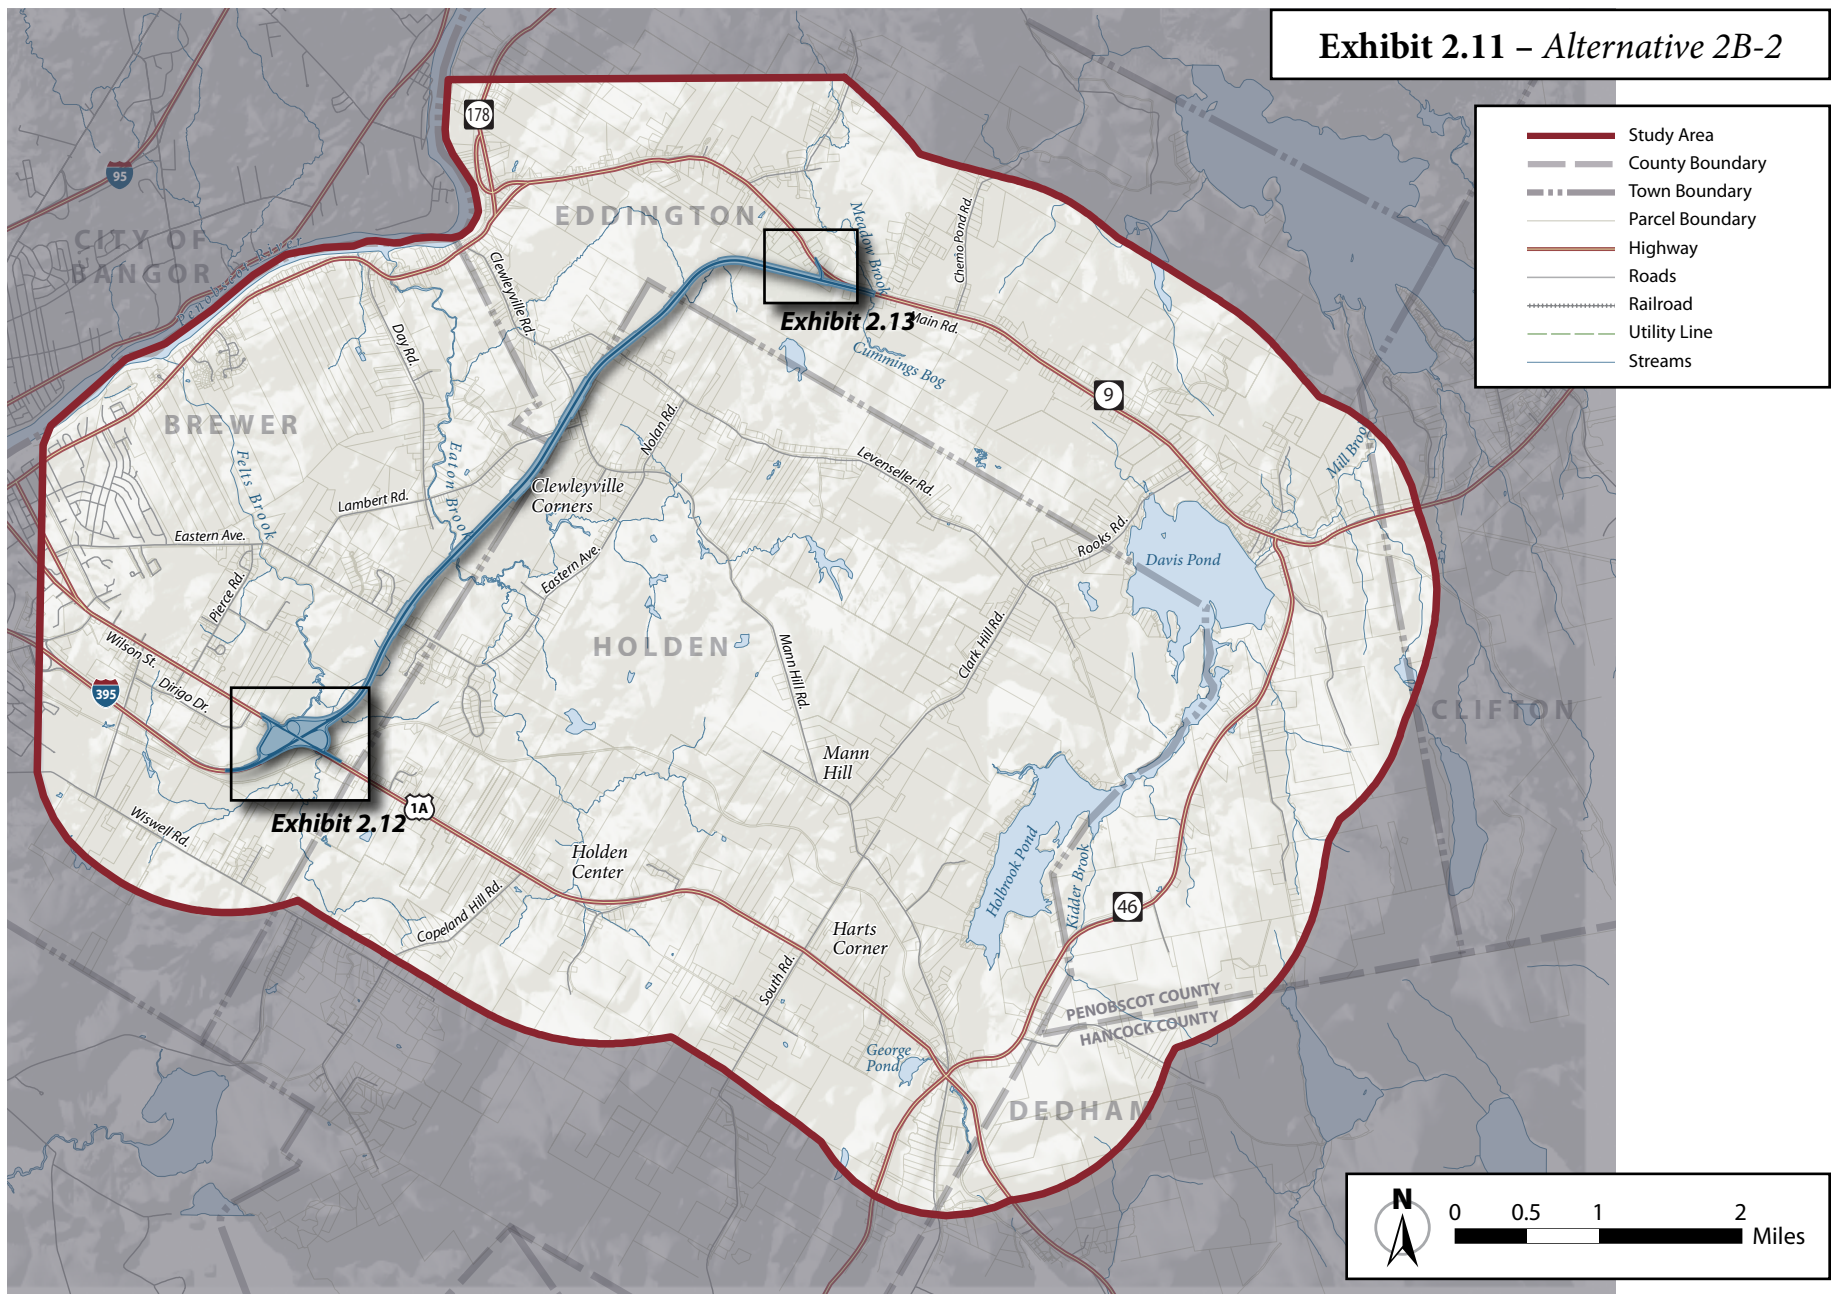 Exhibit 2.11 – Alternative 2B-2
Study Area
County Boundary
Town Boundary
Parcel Boundary
Highway
Roads
Railroad
Utility Line
Streams
178
95
CITY OF
BANGOR
Penobscot River
EDDINGTON
Meadow Brook
Chemo Pond Rd.
Clewleyville Rd.
Exhibit 2.13
Main Rd.
Day Rd.
Cummings Bog
9
BREWER
Nolan Rd.
Mill Brook
Felts Brook
Eaton Brook
Levenseller Rd.
Clewleyville
Corners
Lambert Rd.
Eastern Ave.
Rooks Rd.
Davis Pond
Eastern Ave.
Pierce Rd.
HOLDEN
Clark Hill Rd.
Wilson St.
Mann Hill Rd.
Dirigo Dr.
395
CLIFTON
Mann
Hill
1A
Exhibit 2.12
Wiswell Rd.
Holden
Center
Holbrook Pond
Kidder Brook
46
Copeland Hill Rd.
Harts
Corner
South Rd.
PENOBSCOT COUNTY
HANCOCK COUNTY
George
Pond
DEDHAM
N
0 0.5 1 2
Miles